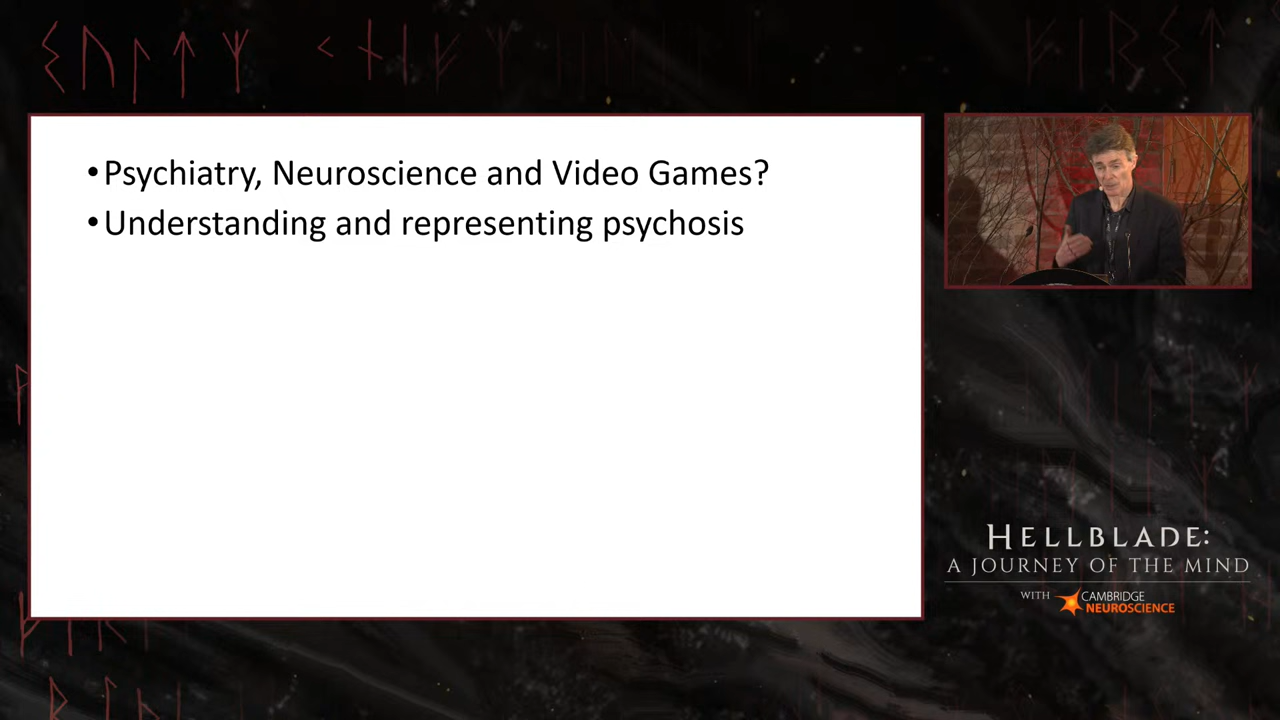 •Psychiatry, Neuroscience and Video Games?
•Understanding and representing psychosis
HELLBLADE:
A JOURNEY OF THE MIND
WITH CAMBRIDGE
NEUROSCIENCE